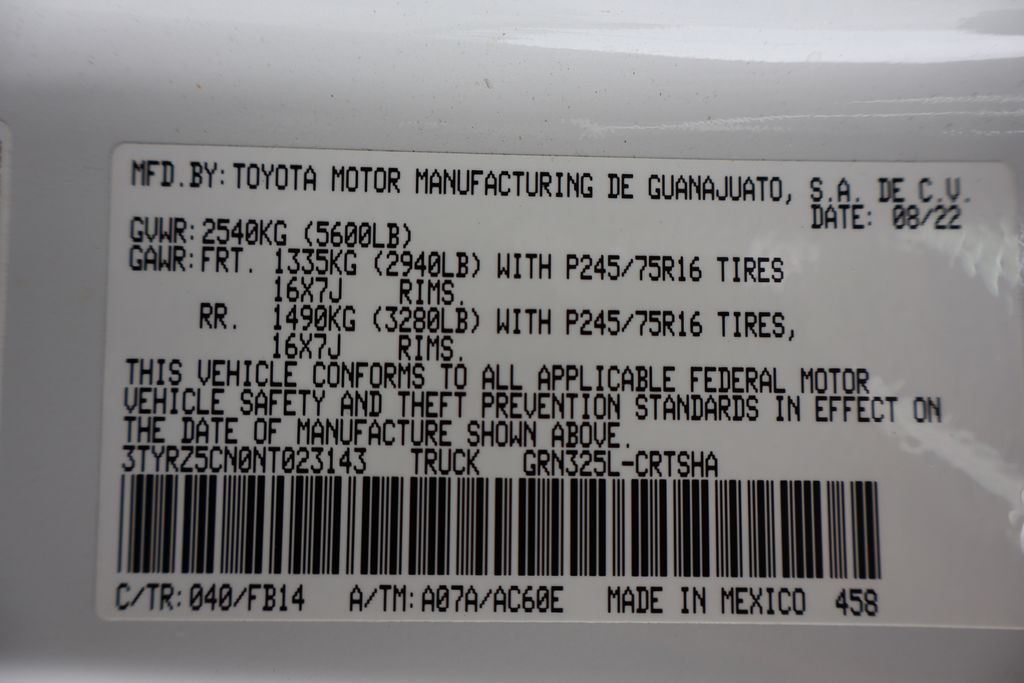 MFD.BY:TOYOTA MOTOR MANUFACTURING DE GUANAJUATO, S.A. DE C.V.
DATE: 08/22
GVWR:2540KG (5600LB)
GAWR:FRT. 1335KG (2940LB) WITH P245/75R16 TIRES
16X7J RIMS.
RR. 1490KG (3280LB) WITH P245/75R16 TIRES,
16X7J RIMS.
THIS VEHICLE CONFORMS TO ALL APPLICABLE FEDERAL MOTOR
VEHICLE SAFETY AND THEFT PREVENTION STANDARDS IN EFFECT ON
THE DATE OF MANUFACTURE SHOWN ABOVE.
3TYRZ5CN0NT023143 TRUCK GRN325L-CRTSHA
C/TR:040/FB14 A/TM:A07A/AC60E MADE IN MEXICO 458